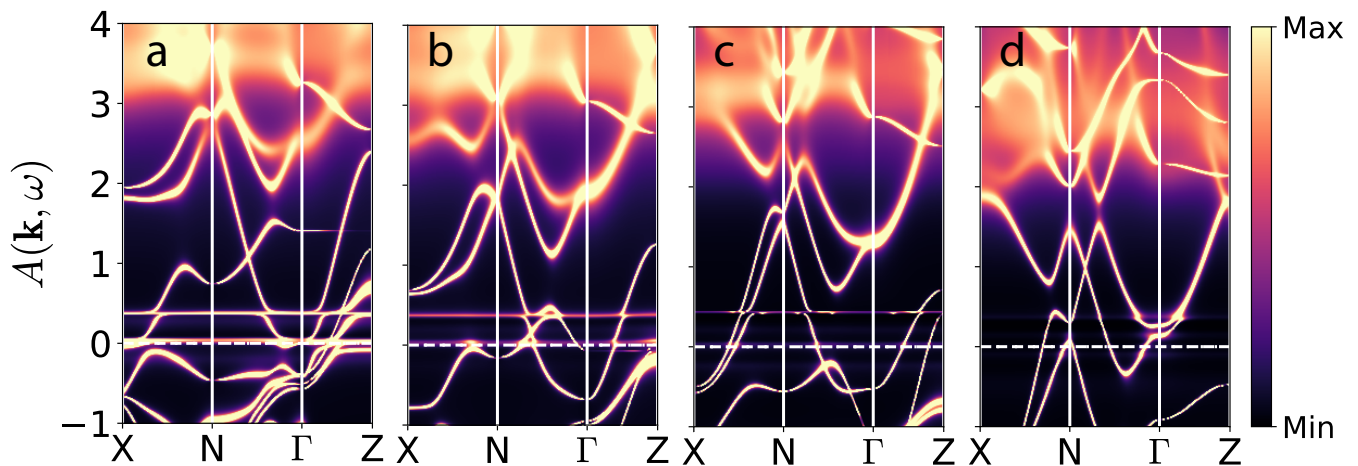 a b c d
4
3
2
1
0
−1
A(k, ω)
X N Γ Z X N Γ Z X N Γ Z X N Γ Z
Max
Min